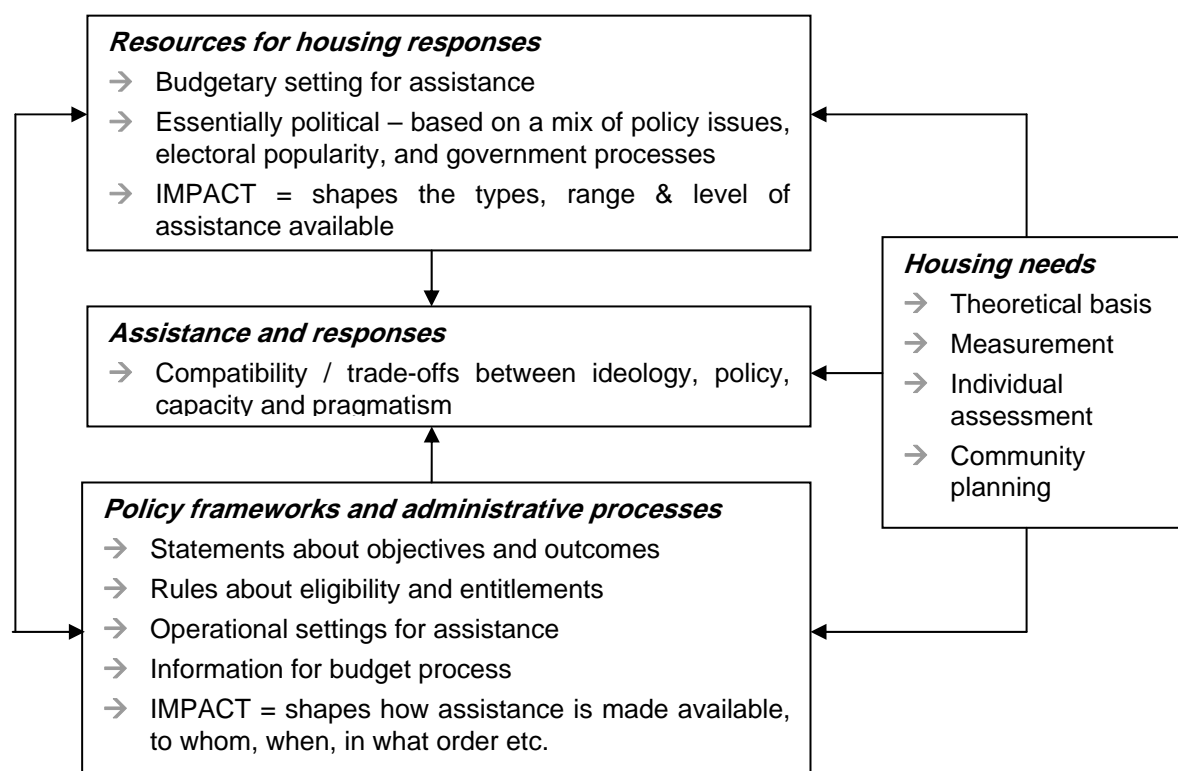 Resources for housing responses
→ Budgetary setting for assistance
→ Essentially political – based on a mix of policy issues,
electoral popularity, and government processes
→ IMPACT = shapes the types, range & level of
assistance available
Assistance and responses
→ Compatibility / trade-offs between ideology, policy,
capacity and pragmatism
Policy frameworks and administrative processes
→ Statements about objectives and outcomes
→ Rules about eligibility and entitlements
→ Operational settings for assistance
→ Information for budget process
→ IMPACT = shapes how assistance is made available,
to whom, when, in what order etc.
Housing needs
→ Theoretical basis
→ Measurement
→ Individual
assessment
→ Community
planning